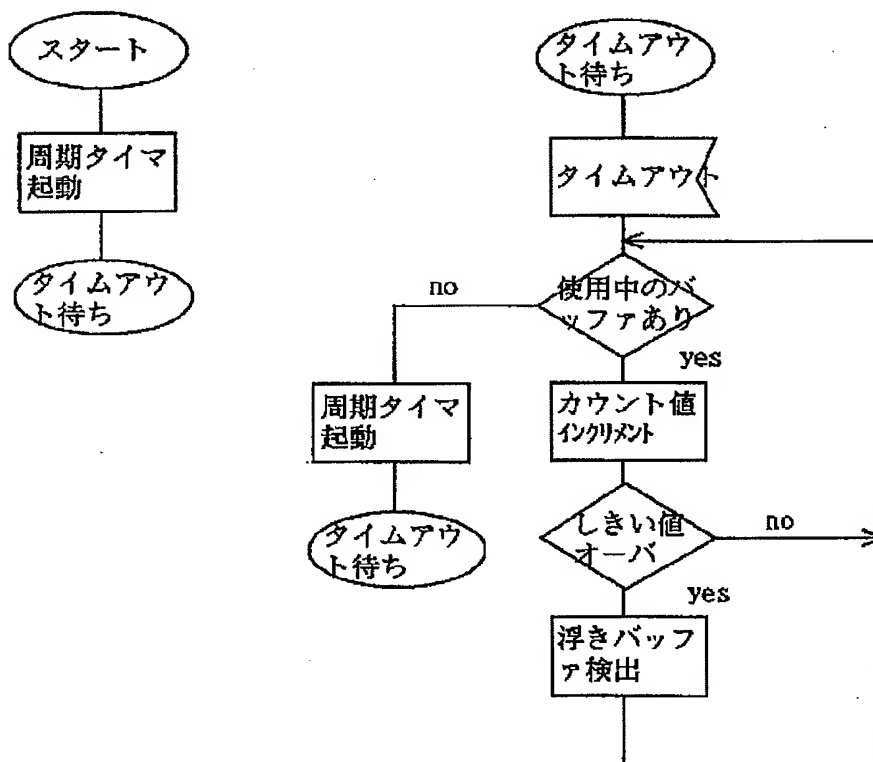 スタート
周期タイマ
起動
タイムアウ
ト待ち
タイムアウ
ト待ち
タイムアウト
使用中のバ
ッファあり
no
yes
周期タイマ
起動
タイムアウ
ト待ち
カウント値
インクリメント
しきい値
オーバ
no
yes
浮きバッフ
ァ検出